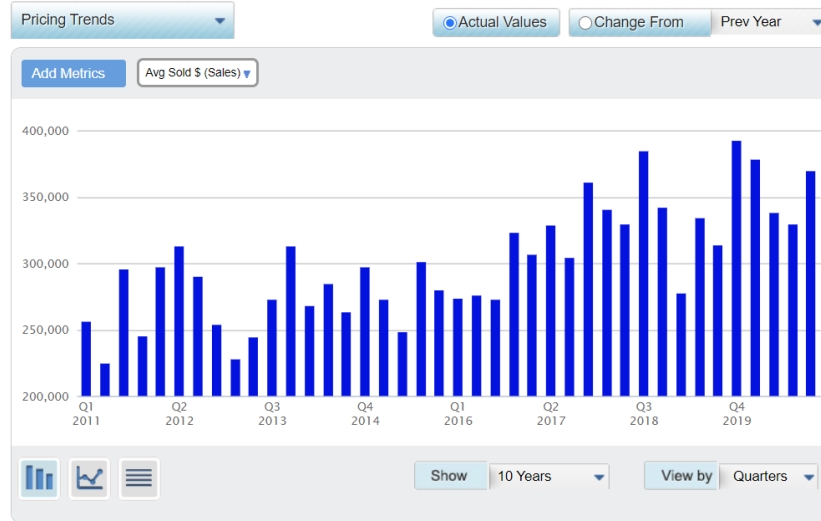 Pricing Trends
Actual Values
Change From
Prev Year
Add Metrics
Avg Sold $ (Sales)
400,000
350,000
300,000
250,000
200,000
Q1 Q2 Q3 Q4 Q1 Q2 Q3 Q4
2011 2012 2013 2014 2016 2017 2018 2019
Show 10 Years View by Quarters